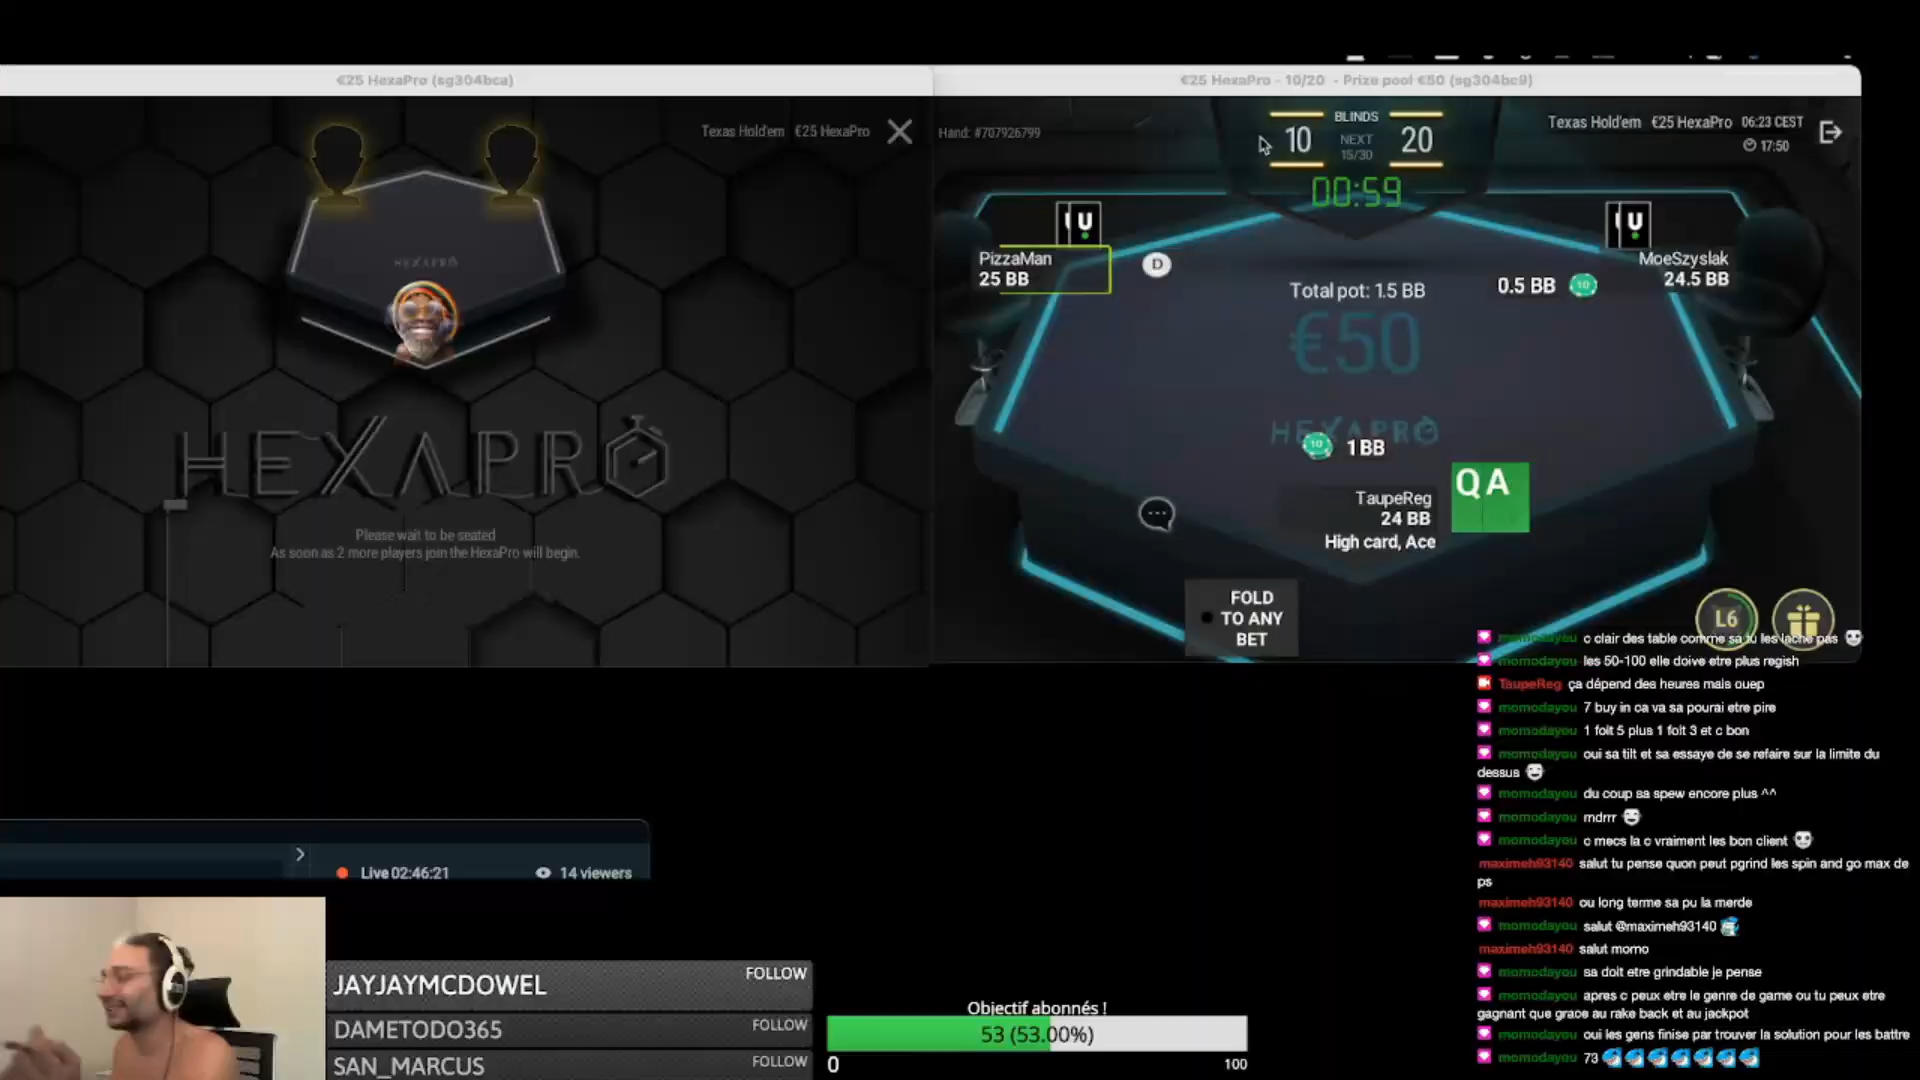 €25 HexaPro (sg304bca)
Texas Hold'em €25 HexaPro
HEXAPRO
HEXAPRO
Please wait to be seated
As soon as 2 more players join the HexaPro will begin.
€25 HexaPro - 10/20 - Prize pool €50 (sg304bc9)
Hand: #707926799
BLINDS
10
NEXT
15/30
20
00:59
Texas Hold'em €25 HexaPro 06:23 CEST
17:50
U
PizzaMan
25 BB
D
U
MoeSzyslak
24.5 BB
0.5 BB
10
Total pot: 1.5 BB
€50
HEXAPRO
10
1 BB
Q A
TaupeReg
24 BB
High card, Ace
FOLD
TO ANY
BET
L6
momodayou c clair des table comme sa tu les lache pas
momodayou les 50-100 elle doive etre plus regish
TaupeReg ça dépend des heures mais ouep
momodayou 7 buy in ca va sa pourai etre pire
momodayou 1 foit 5 plus 1 foit 3 et c bon
momodayou oui sa tilt et sa essaye de se refaire sur la limite du
dessus
momodayou du coup sa spew encore plus ^^
momodayou mdrrr
momodayou c mecs la c vraiment les bon client
maximeh93140 salut tu pense quon peut pgrind les spin and go max de
ps
maximeh93140 ou long terme sa pu la merde
momodayou salut @maximeh93140
maximeh93140 salut momo
momodayou sa doit etre grindable je pense
momodayou apres c peux etre le genre de game ou tu peux etre
gagnant que grace au rake back et au jackpot
momodayou oui les gens finise par trouver la solution pour les battre
momodayou 73
Live 02:46:21
14 viewers
JAYJAYMCDOWEL FOLLOW
DAMETODO365 FOLLOW
SAN_MARCUS FOLLOW
Objectif abonnés !
53 (53.00%)
0
100